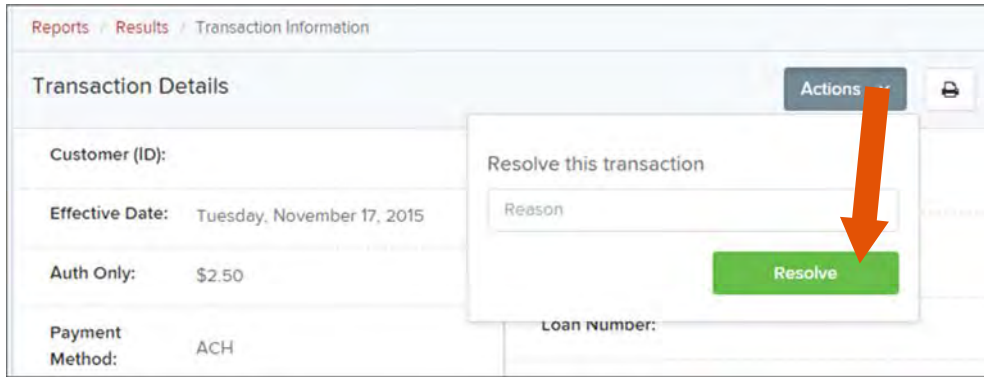 Reports / Results / Transaction Information
Transaction Details
Actions
Customer (ID):
Resolve this transaction
Reason
Effective Date: Tuesday, November 17, 2015
Resolve
Auth Only: $2.50
Loan Number:
Payment
Method: ACH